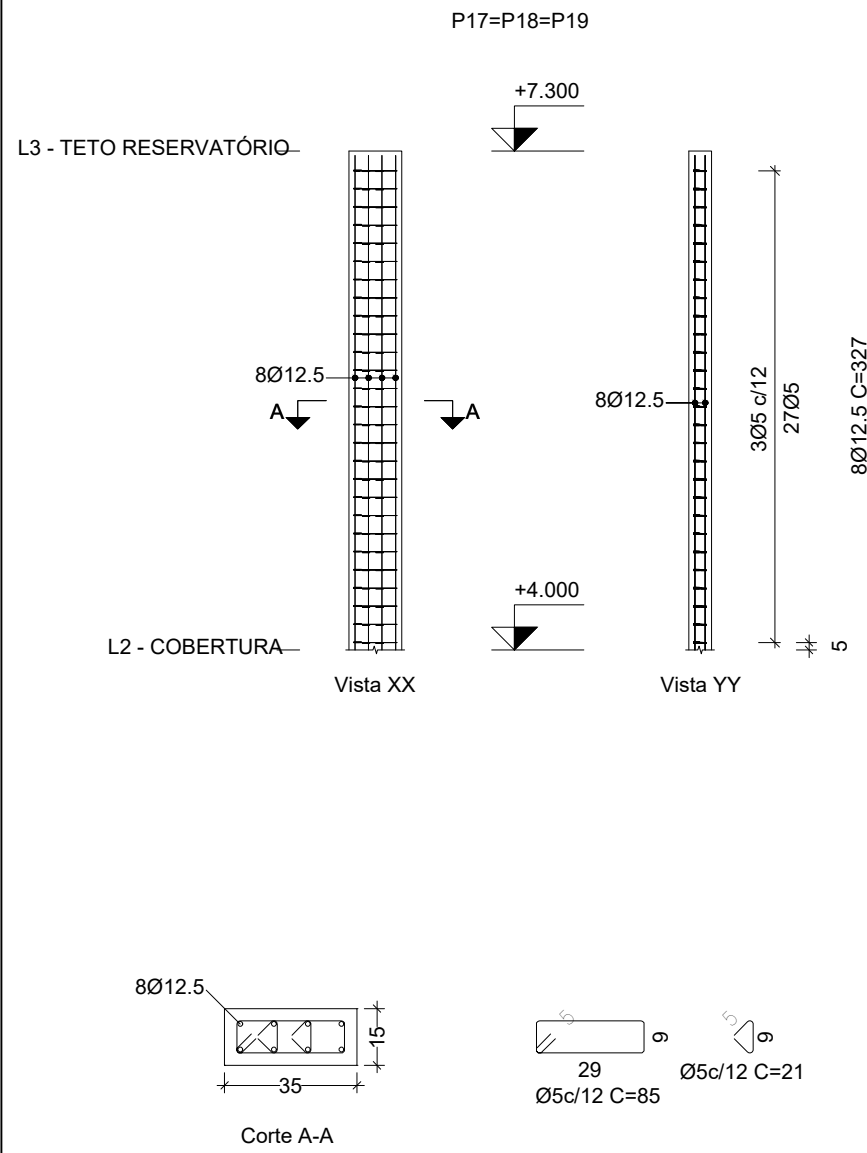 P17=P18=P19
+7.300
L3 - TETO RESERVATÓRIO
8Ø12.5
A
A
8Ø12.5
3Ø5 c/12
27Ø5
8Ø12.5 C=327
+4.000
L2 - COBERTURA
5
Vista XX
Vista YY
8Ø12.5
15
35
Corte A-A
5
9
29
Ø5c/12 C=85
5
9
Ø5c/12 C=21